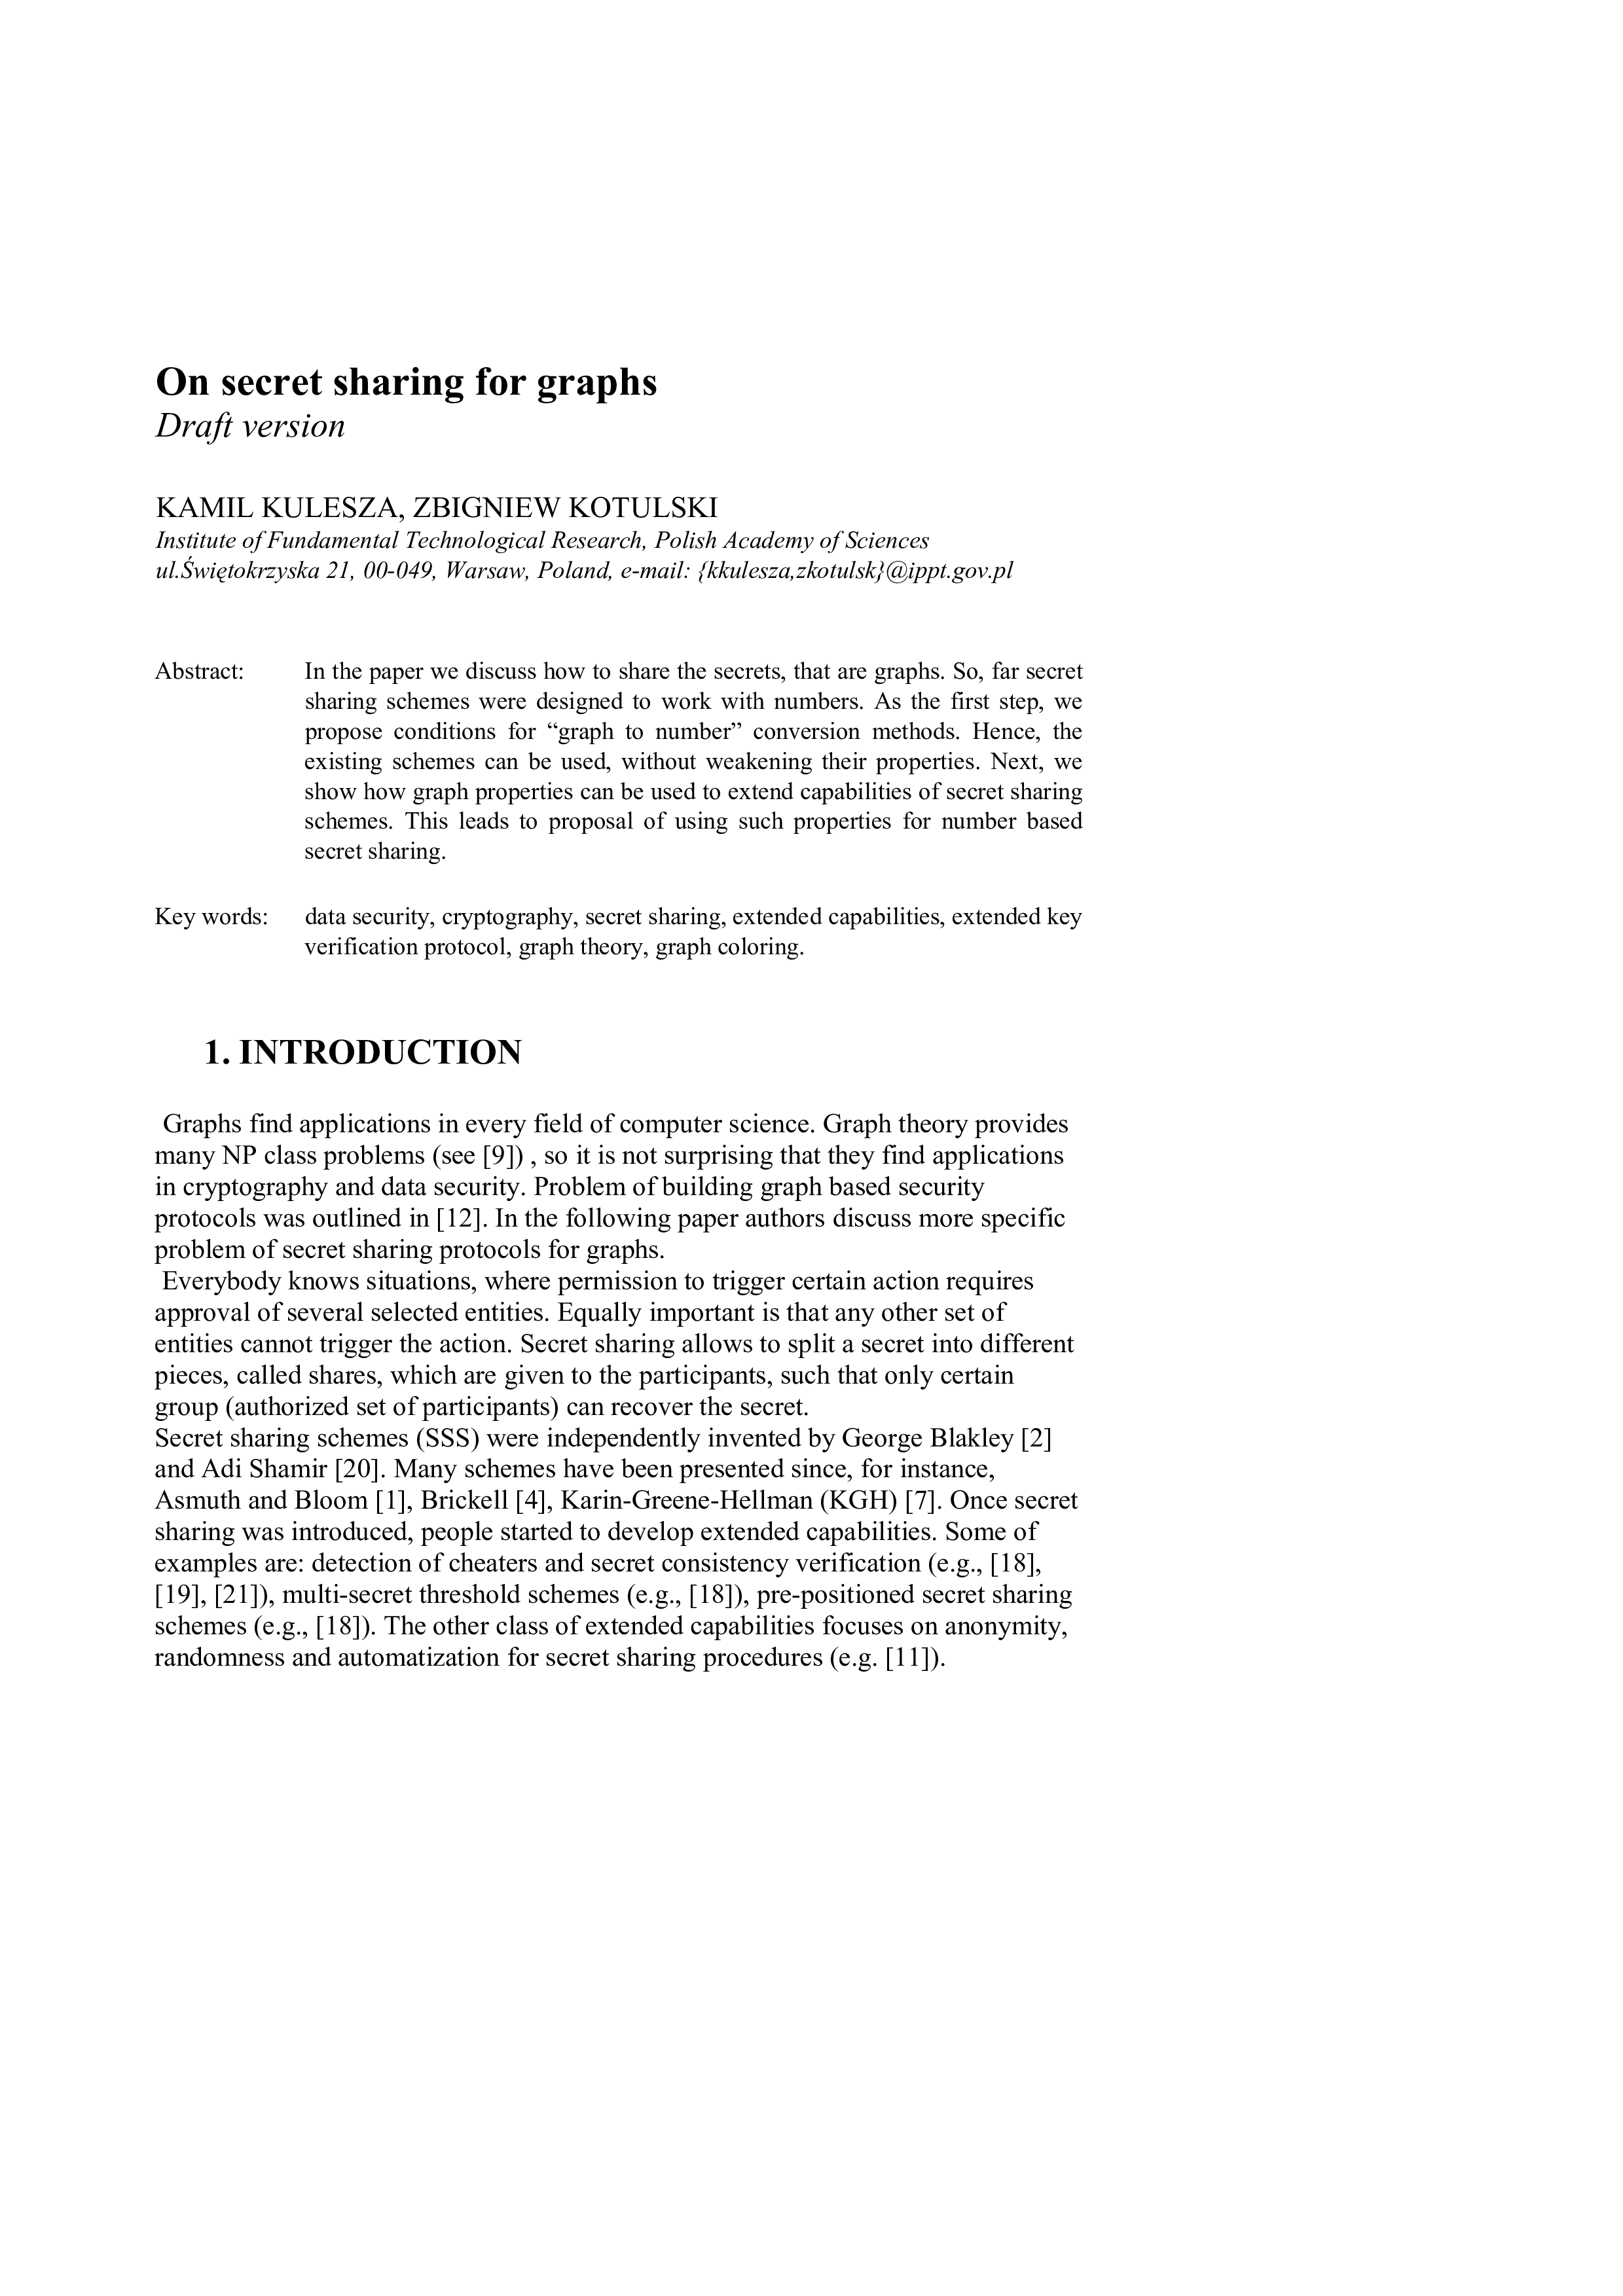 On secret sharing for graphs
Draft version
KAMIL KULESZA, ZBIGNIEW KOTULSKI
Institute of Fundamental Technological Research, Polish Academy of Sciences
ul.Świętokrzyska 21, 00-049, Warsaw, Poland, e-mail: {kkulesza,zkotulsk}@ippt.gov.pl
Abstract: In the paper we discuss how to share the secrets, that are graphs. So, far secret
sharing schemes were designed to work with numbers. As the first step, we
propose conditions for “graph to number” conversion methods. Hence, the
existing schemes can be used, without weakening their properties. Next, we
show how graph properties can be used to extend capabilities of secret sharing
schemes. This leads to proposal of using such properties for number based
secret sharing.
Key words: data security, cryptography, secret sharing, extended capabilities, extended key
verification protocol, graph theory, graph coloring.
1. INTRODUCTION
Graphs find applications in every field of computer science. Graph theory provides
many NP class problems (see [9]) , so it is not surprising that they find applications
in cryptography and data security. Problem of building graph based security
protocols was outlined in [12]. In the following paper authors discuss more specific
problem of secret sharing protocols for graphs.
Everybody knows situations, where permission to trigger certain action requires
approval of several selected entities. Equally important is that any other set of
entities cannot trigger the action. Secret sharing allows to split a secret into different
pieces, called shares, which are given to the participants, such that only certain
group (authorized set of participants) can recover the secret.
Secret sharing schemes (SSS) were independently invented by George Blakley [2]
and Adi Shamir [20]. Many schemes have been presented since, for instance,
Asmuth and Bloom [1], Brickell [4], Karin-Greene-Hellman (KGH) [7]. Once secret
sharing was introduced, people started to develop extended capabilities. Some of
examples are: detection of cheaters and secret consistency verification (e.g., [18],
[19], [21]), multi-secret threshold schemes (e.g., [18]), pre-positioned secret sharing
schemes (e.g., [18]). The other class of extended capabilities focuses on anonymity,
randomness and automatization for secret sharing procedures (e.g. [11]).